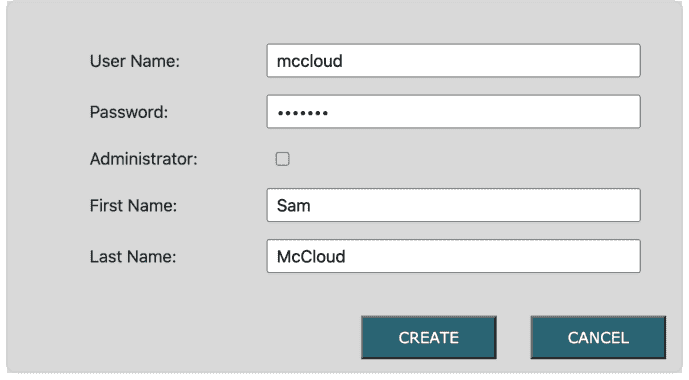 User Name: mccloud
Password: •••••••
Administrator:
First Name: Sam
Last Name: McCloud
CREATE CANCEL